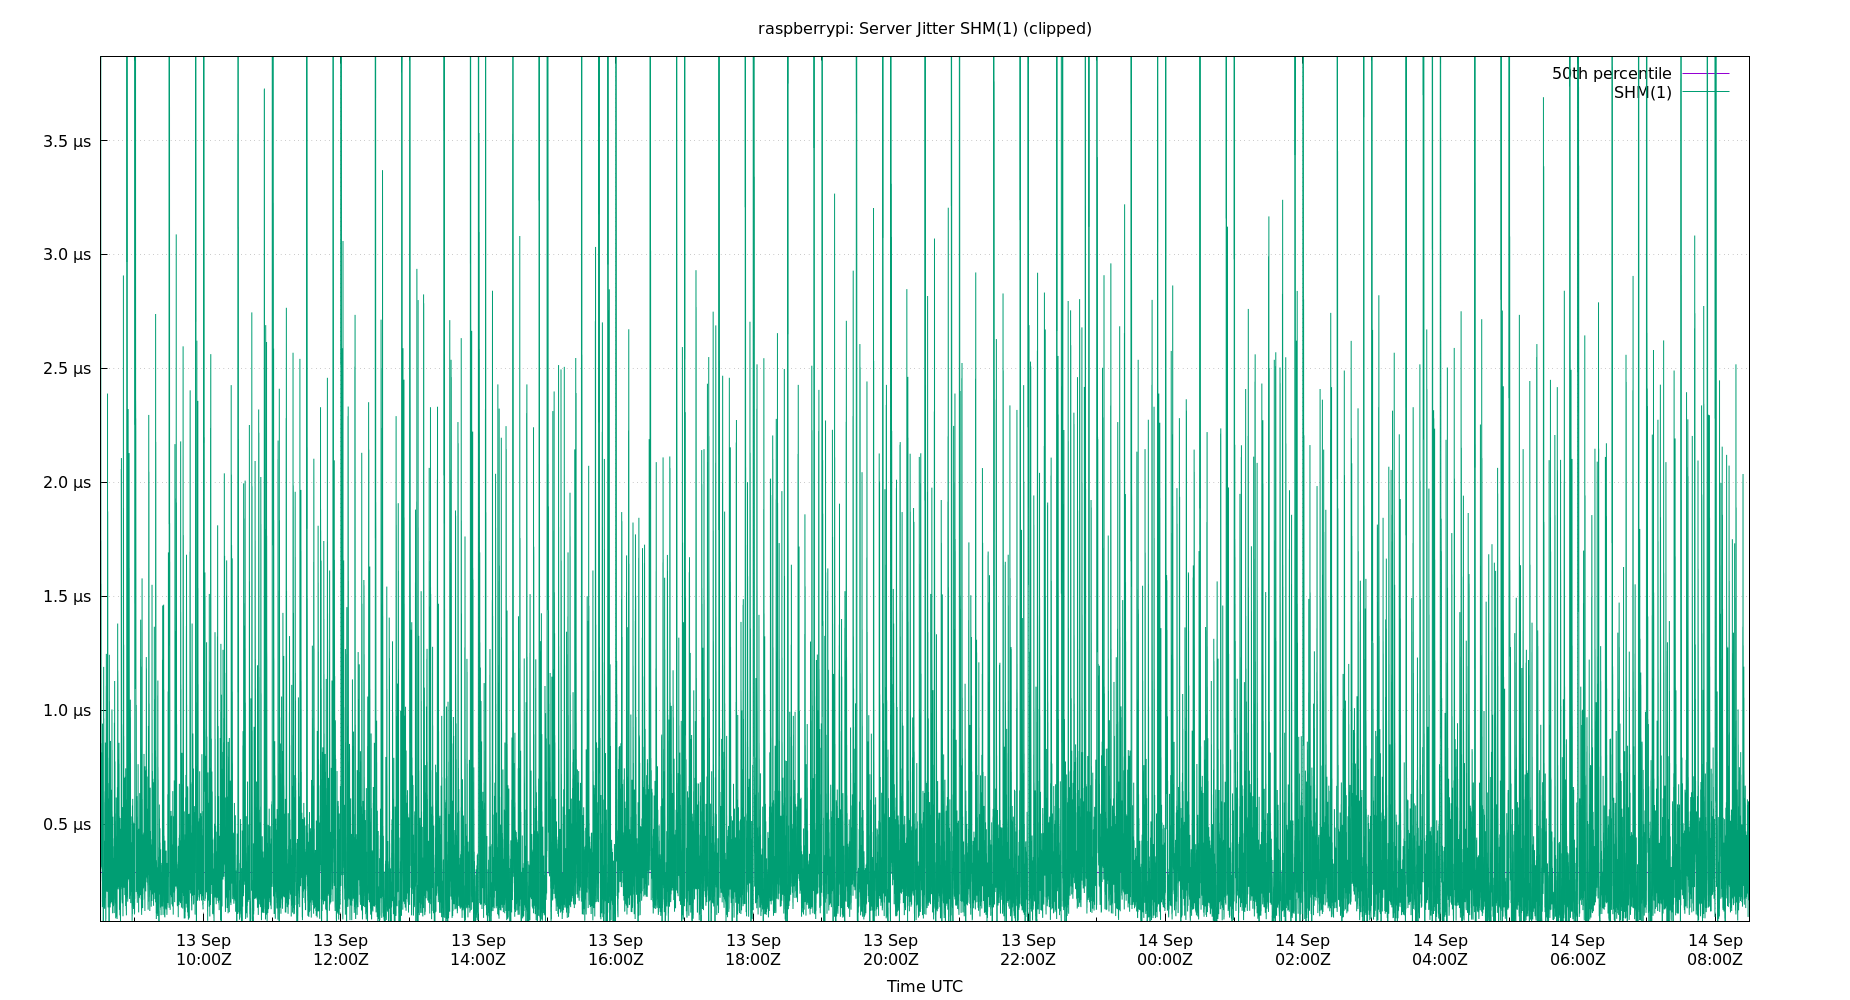 raspberrypi: Server Jitter SHM(1) (clipped)
50th percentile
SHM(1)
3.5 µs
3.0 µs
2.5 µs
2.0 µs
1.5 µs
1.0 µs
0.5 µs
13 Sep 13 Sep 13 Sep 13 Sep 13 Sep 13 Sep 13 Sep 14 Sep 14 Sep 14 Sep 14 Sep 14 Sep
10:00Z 12:00Z 14:00Z 16:00Z 18:00Z 20:00Z 22:00Z 00:00Z 02:00Z 04:00Z 06:00Z 08:00Z
Time UTC